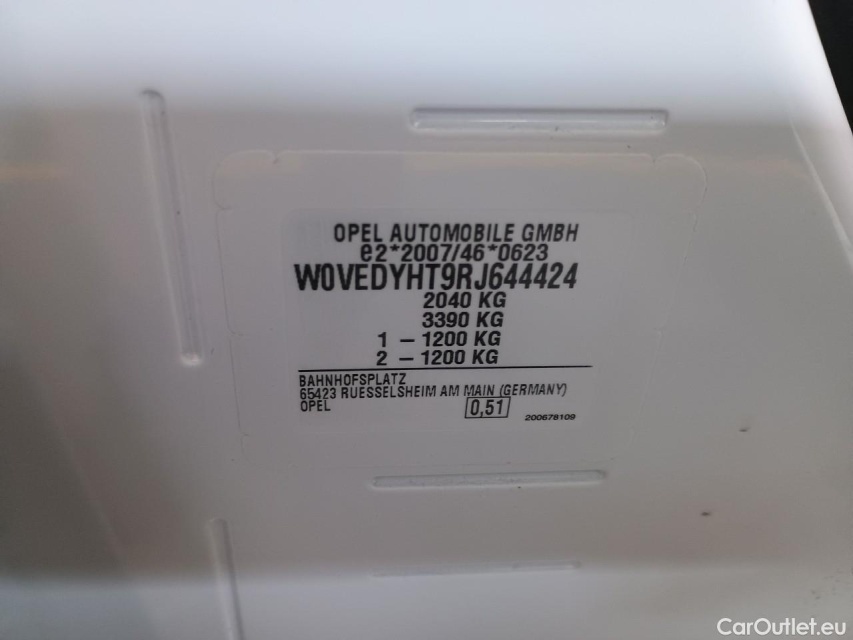 OPEL AUTOMOBILE GMBH
e2*2007/46*0623
W0VEDYHT9RJ644424
2040 KG
3390 KG
1 – 1200 KG
2 – 1200 KG
BAHNHOFSPLATZ
65423 RUESSELSHEIM AM MAIN (GERMANY)
OPEL
0,51
200678109
CarOutlet.eu